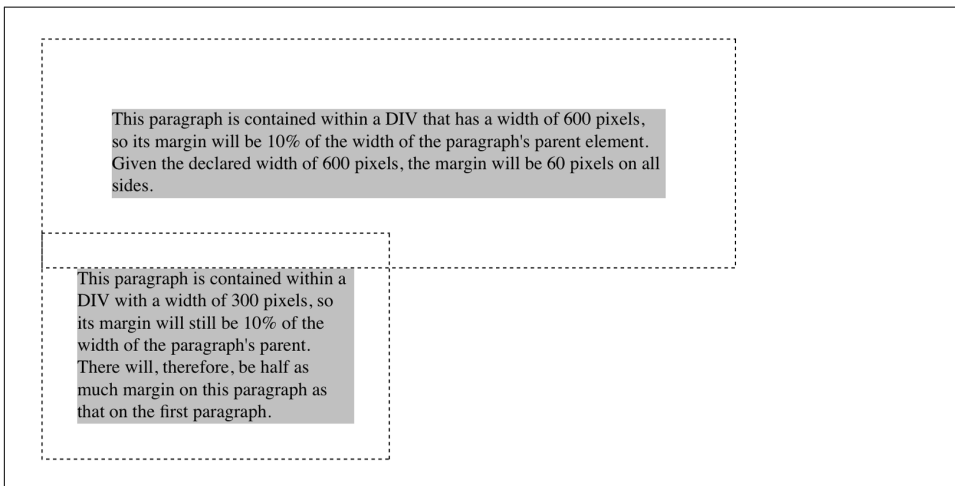 This paragraph is contained within a DIV that has a width of 600 pixels,
so its margin will be 10% of the width of the paragraph's parent element.
Given the declared width of 600 pixels, the margin will be 60 pixels on all
sides.
This paragraph is contained within a
DIV with a width of 300 pixels, so
its margin will still be 10% of the
width of the paragraph's parent.
There will, therefore, be half as
much margin on this paragraph as
that on the first paragraph.